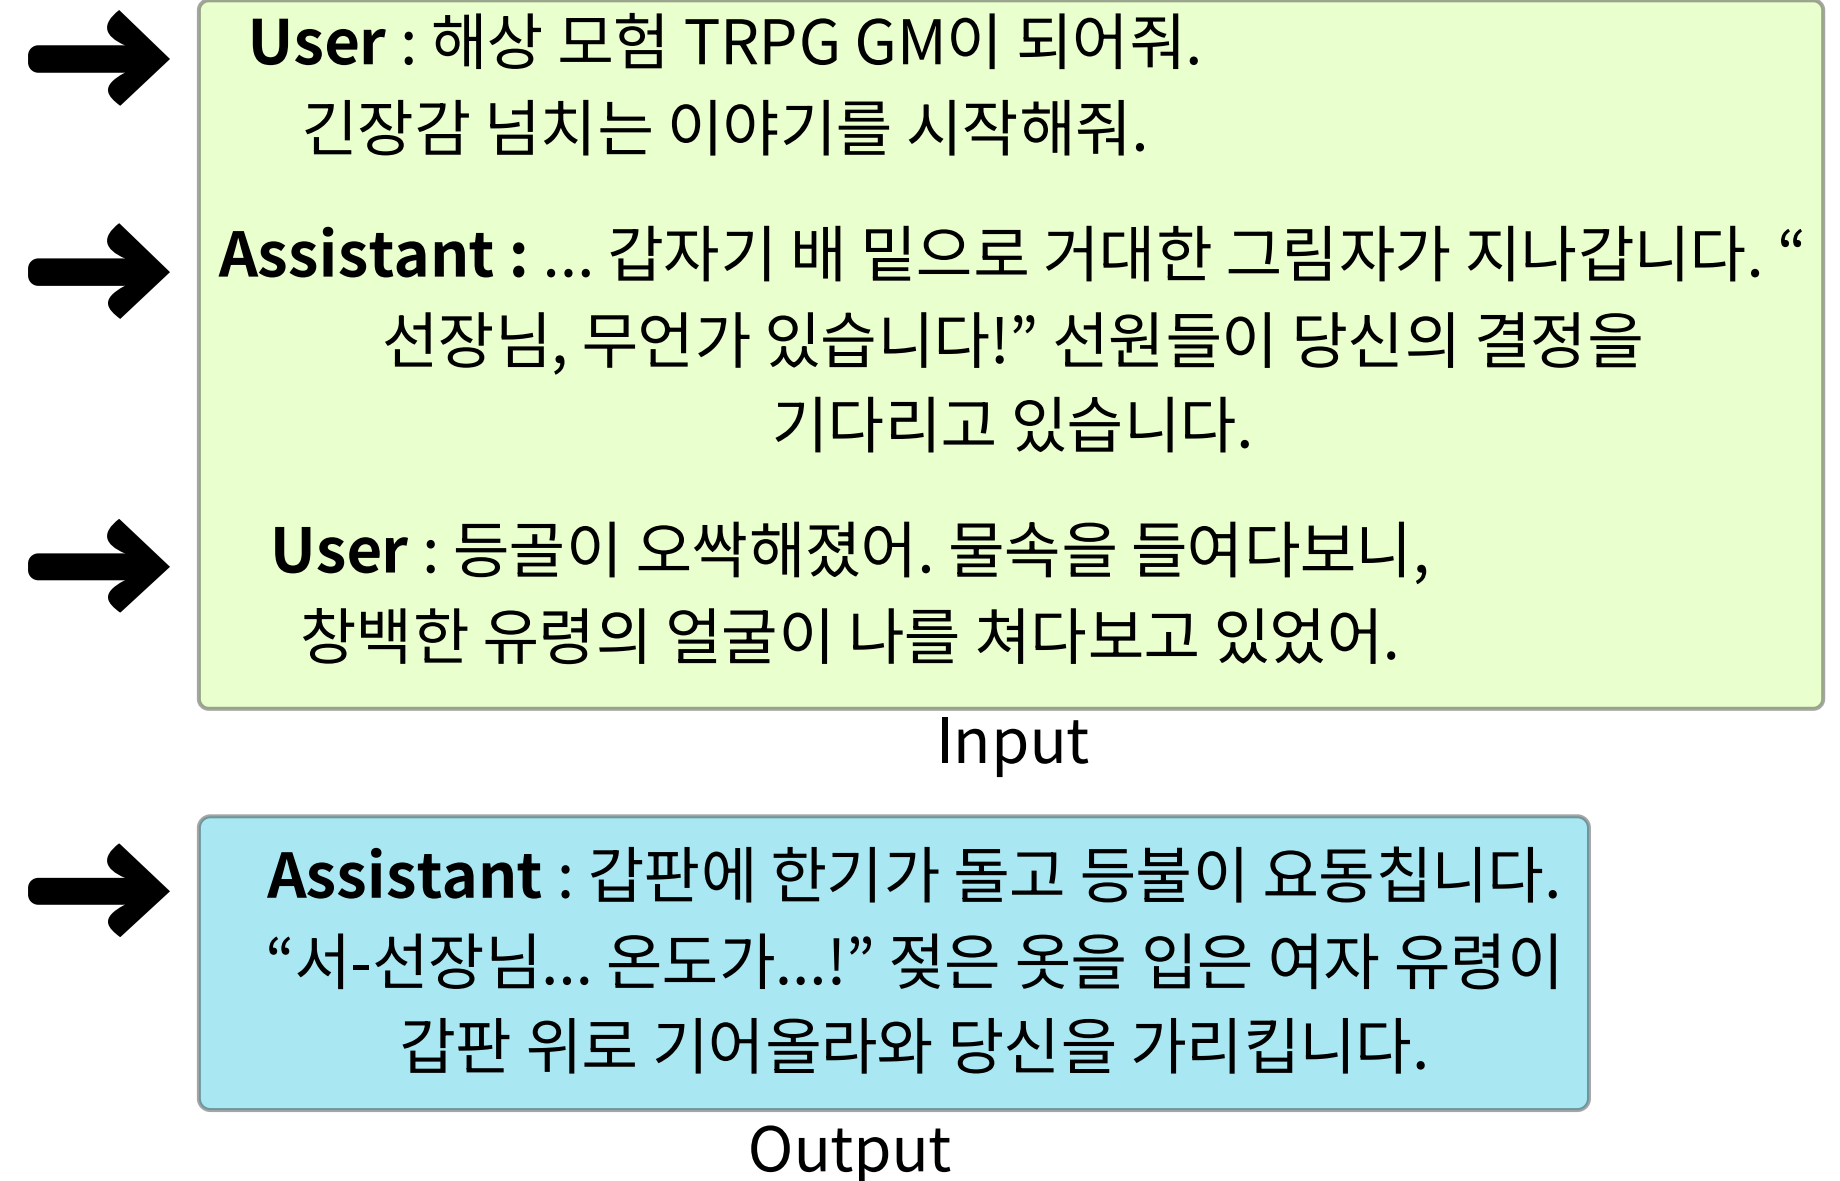 User : 해상 모험 TRPG GM이 되어줘.
긴장감 넘치는 이야기를 시작해줘.
Assistant : ... 갑자기 배 밑으로 거대한 그림자가 지나갑니다. “
선장님, 무언가 있습니다!” 선원들이 당신의 결정을
기다리고 있습니다.
User : 등골이 오싹해졌어. 물속을 들여다보니,
창백한 유령의 얼굴이 나를 쳐다보고 있었어.
Input
Assistant : 갑판에 한기가 돌고 등불이 요동칩니다.
“서-선장님... 온도가...!” 젖은 옷을 입은 여자 유령이
갑판 위로 기어올라와 당신을 가리킵니다.
Output